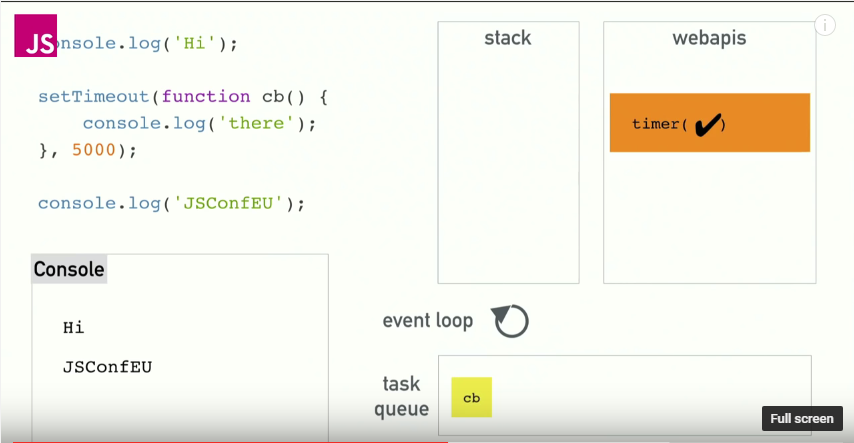 JS
onsole.log('Hi');
setTimeout(function cb() {
console.log('there');
}, 5000);
console.log('JSConfEU');
Console
Hi
JSConfEU
stack
webapis
i
timer( ✔)
event loop
task
queue
cb
Full screen